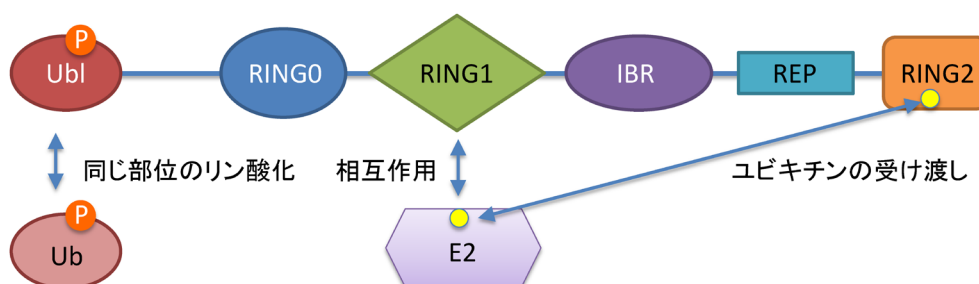 P
Ubl
RING0
RING1
IBR
REP
RING2
同じ部位のリン酸化
相互作用
ユビキチンの受け渡し
P
Ub
E2